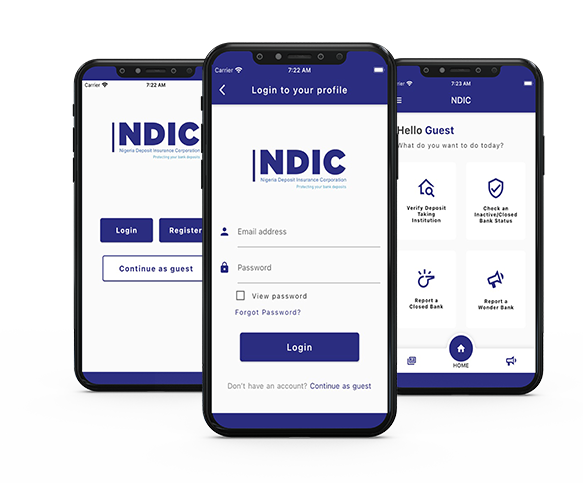 Carrier
7:22 AM
NDIC
Nigeria Deposit Insurance Corporation
Protecting your bank deposits
Login
Register
Continue as guest
Carrier
7:22 AM
Login to your profile
NDIC
Nigeria Deposit Insurance Corporation
Protecting your bank deposits
Email address
Password
View password
Forgot Password?
Login
Don't have an account? Continue as guest
Carrier
7:23 AM
NDIC
Hello Guest
What do you want to do today?
Verify Deposit
Taking
Institution
Check an
Inactive/Closed
Bank Status
Report a
Closed Bank
Report a
Wonder Bank
HOME